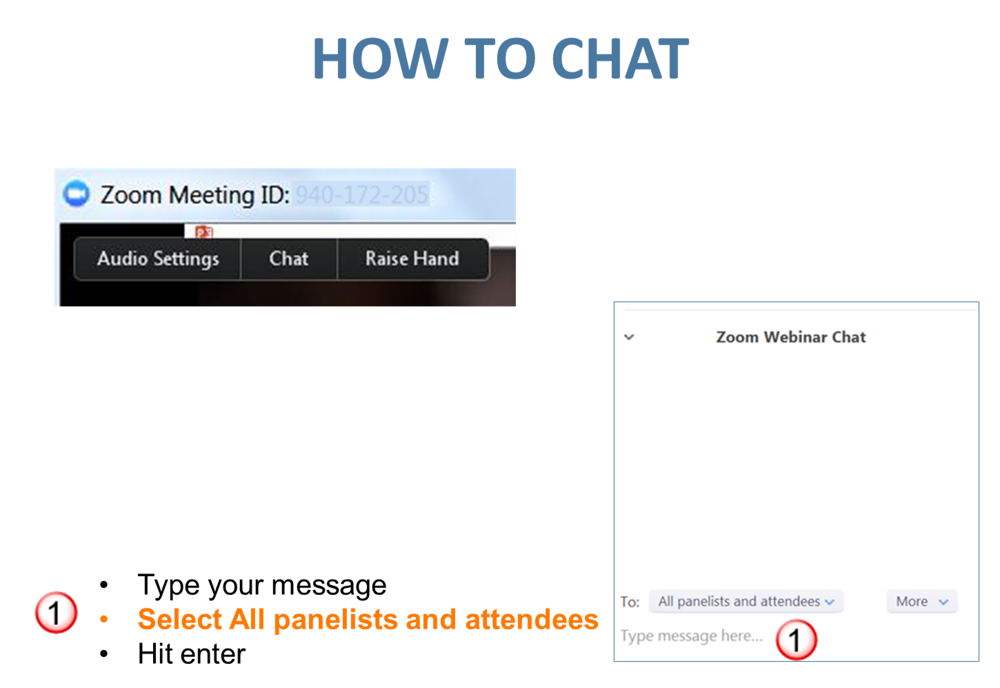 HOW TO CHAT
Zoom Meeting ID: 940-172-205
Audio Settings Chat Raise Hand
Zoom Webinar Chat
To: All panelists and attendees More
Type message here... 1
• Type your message
1 • Select All panelists and attendees
• Hit enter